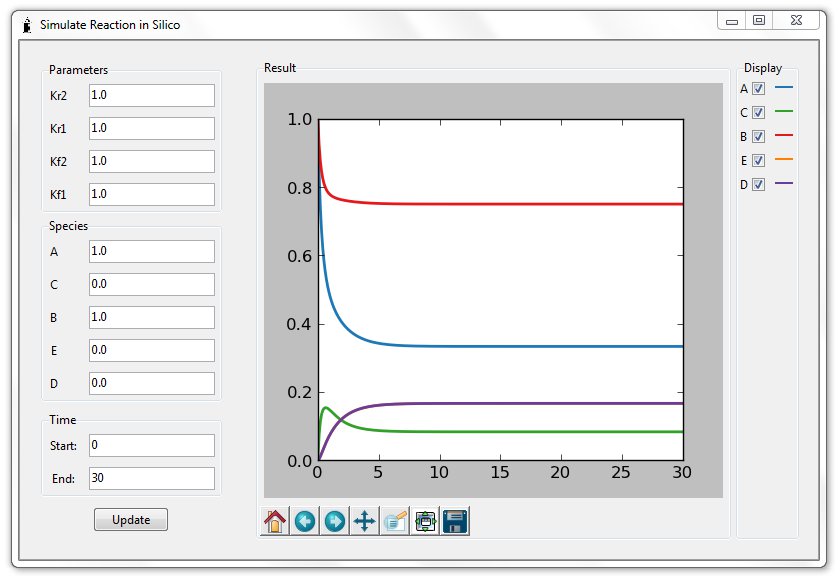 Simulate Reaction in Silico
Parameters
Kr2 1.0
Kr1 1.0
Kf2 1.0
Kf1 1.0
Species
A 1.0
C 0.0
B 1.0
E 0.0
D 0.0
Time
Start: 0
End: 30
Update
Result
1.0
0.8
0.6
0.4
0.2
0.0
0 5 10 15 20 25 30
Display
A
C
B
E
D